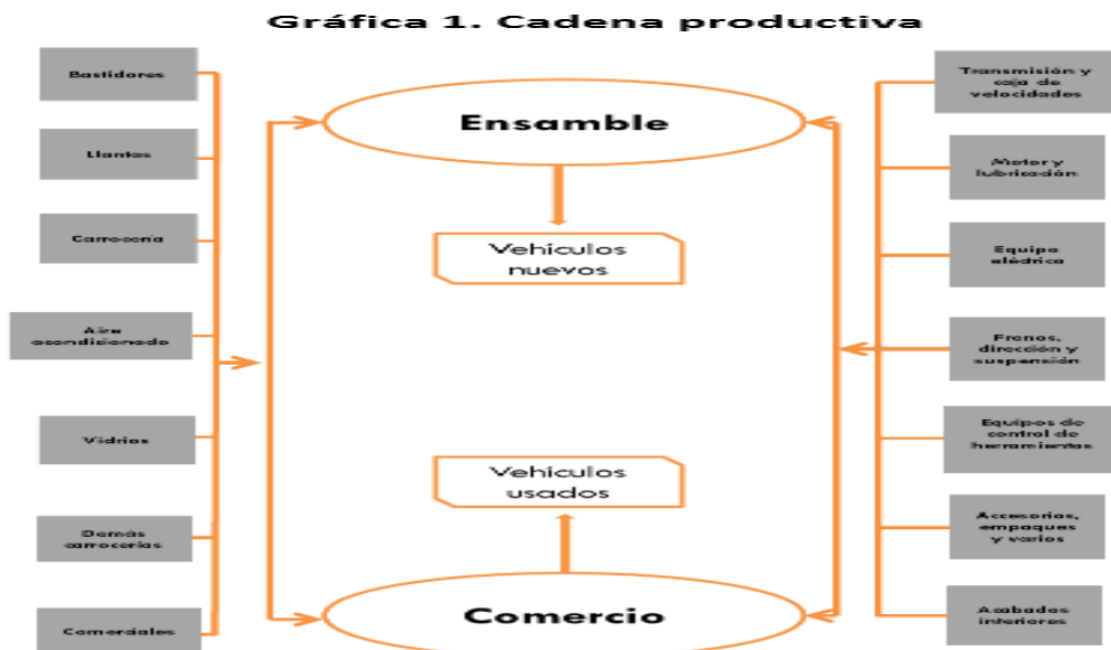 Gráfica 1. Cadena productiva
Bastidores
Llantas
Carrocería
Aire
acondicionado
Vidrios
Demás
carrocerías
Comerciales
Ensamble
Vehículos
nuevos
Vehículos
usados
Comercio
Transmisión y
caja de
velocidades
Motor y
lubricación
Equipo
eléctrico
Frenos,
dirección y
suspensión
Equipos de
control de
herramientas
Accesorios,
empaques
y varios
Acabados
interiores